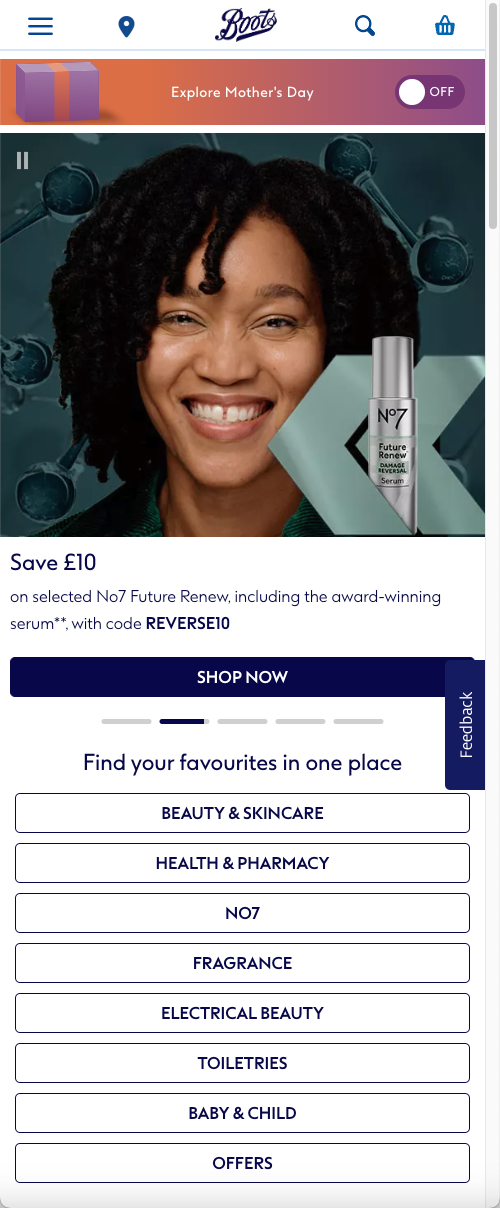 Boots
Explore Mother's Day
OFF
No7
Future
Renew
DAMAGE
REVERSAL
Serum
Save £10
on selected No7 Future Renew, including the award-winning
serum**, with code REVERSE10
SHOP NOW
Feedback
Find your favourites in one place
BEAUTY & SKINCARE
HEALTH & PHARMACY
NO7
FRAGRANCE
ELECTRICAL BEAUTY
TOILETRIES
BABY & CHILD
OFFERS